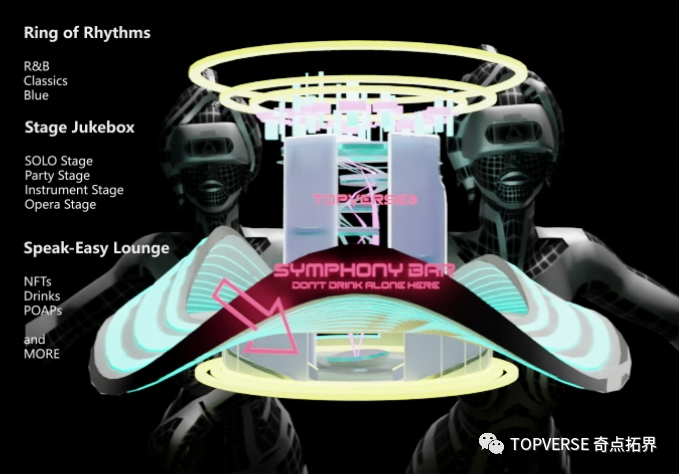 Ring of Rhythms
R&B
Classics
Blue
Stage Jukebox
SOLO Stage
Party Stage
Instrument Stage
Opera Stage
Speak-Easy Lounge
NFTs
Drinks
POAPs
and
MORE
TOPVERSE
SYMPHONY BAR
DON'T DRINK ALONE HERE
TOPVERSE 奇点拓界